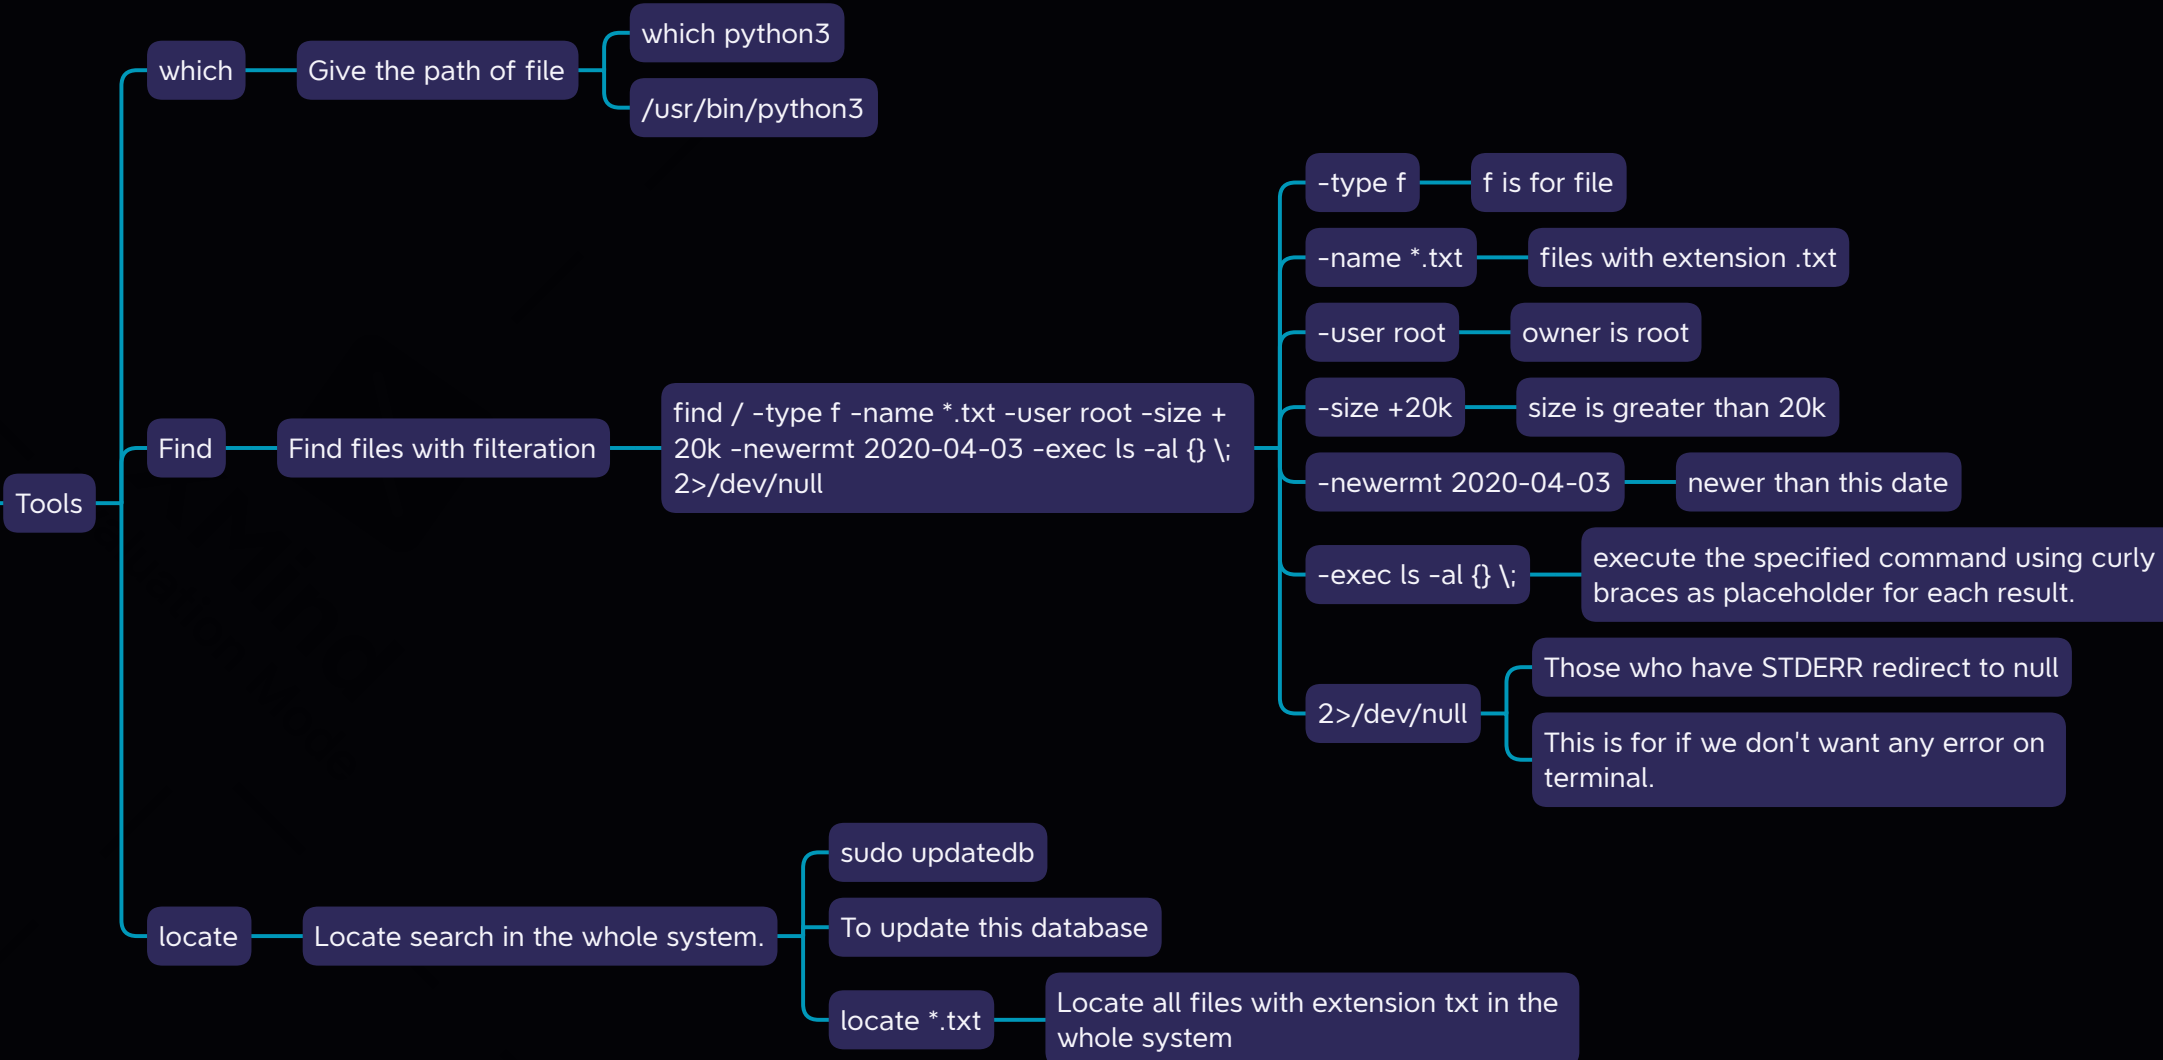 Tools
which
Give the path of file
which python3
/usr/bin/python3
Find
Find files with filteration
find / -type f -name *.txt -user root -size +
20k -newermt 2020-04-03 -exec ls -al {} \;
2>/dev/null
-type f
f is for file
-name *.txt
files with extension .txt
-user root
owner is root
-size +20k
size is greater than 20k
-newermt 2020-04-03
newer than this date
-exec ls -al {} \;
execute the specified command using curly
braces as placeholder for each result.
2>/dev/null
Those who have STDERR redirect to null
This is for if we don't want any error on
terminal.
locate
Locate search in the whole system.
sudo updatedb
To update this database
locate *.txt
Locate all files with extension txt in the
whole system